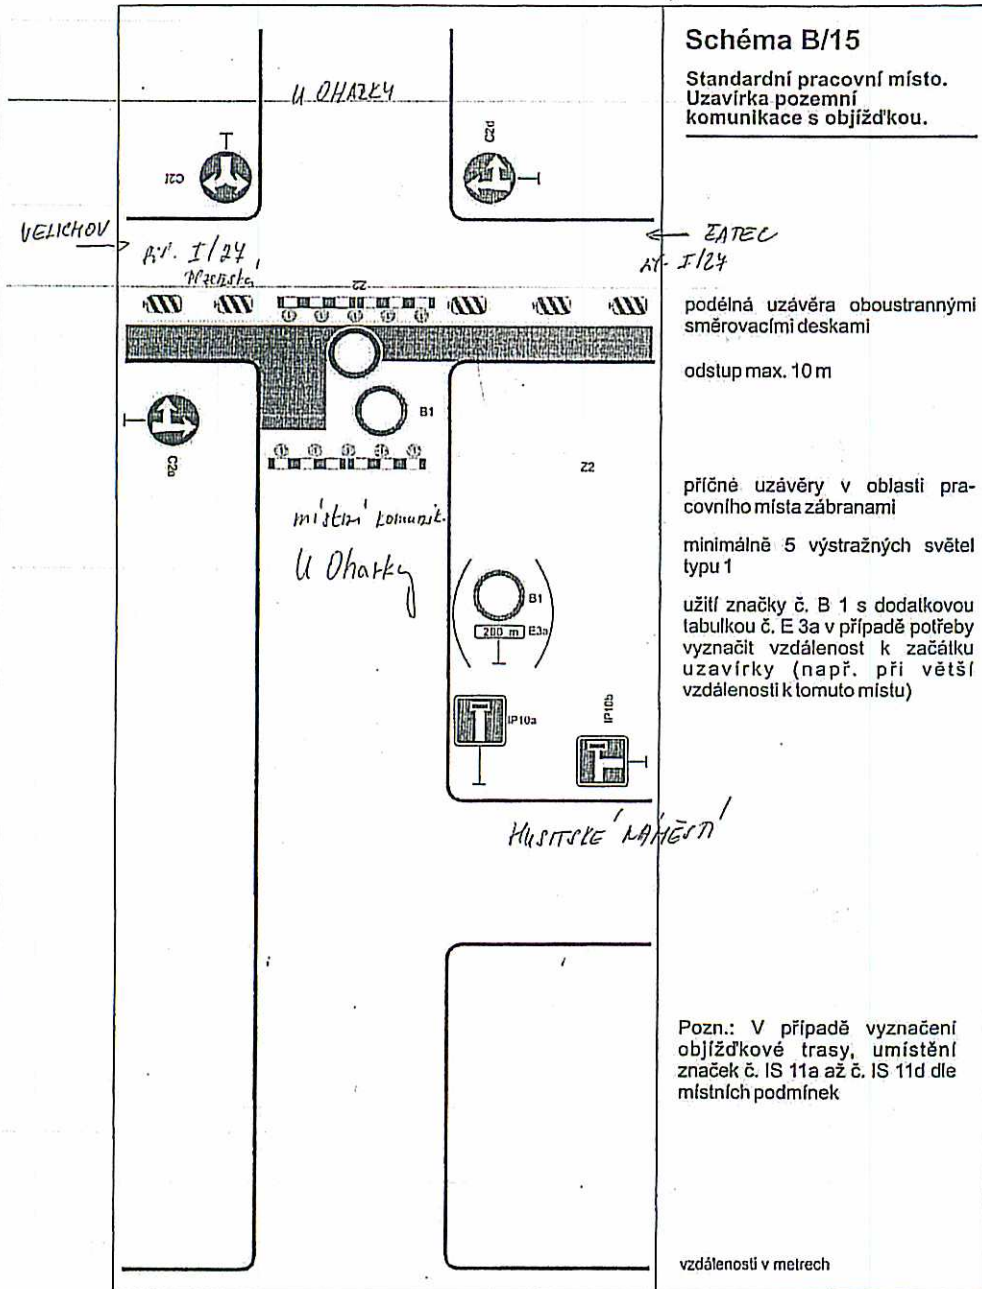 Schéma B/15
Standardní pracovní místo.
Uzavírka pozemní
komunikace s objížďkou.
U OHARKY
C2f
C2d
VELICHOV
I/27
ŽATEC
I/27
Z2
podélná uzávěra oboustrannými
směrovacími deskami
odstup max. 10 m
B1
C2a
Z2
příčné uzávěry v oblasti pra-
covního místa zábranami
místní komunik.
U Oharky
minimálně 5 výstražných světel
typu 1
B1
200 m E3a
užití značky č. B 1 s dodatkovou
tabulkou č. E 3a v případě potřeby
vyznačit vzdálenost k začátku
uzavírky (např. při větší
vzdálenosti k tomuto místu)
IP10a
IP10b
HUSITSKÉ NÁMĚSTÍ
Pozn.: V případě vyznačení
objížďkové trasy, umístění
značek č. IS 11a až č. IS 11d dle
místních podmínek
vzdálenosti v metrech